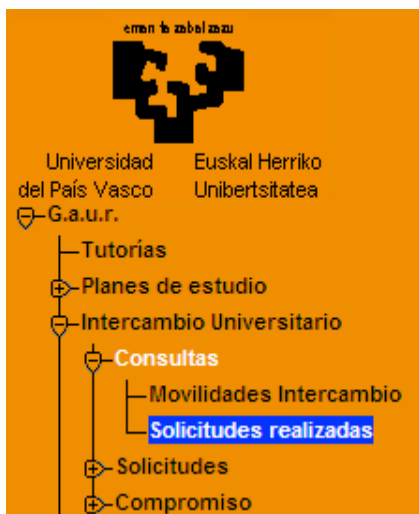 eman ta zabal zazu
Universidad Euskal Herriko
del País Vasco Unibertsitatea
G.a.u.r.
Tutorías
Planes de estudio
Intercambio Universitario
Consultas
Movilidades Intercambio
Solicitudes realizadas
Solicitudes
Compromiso